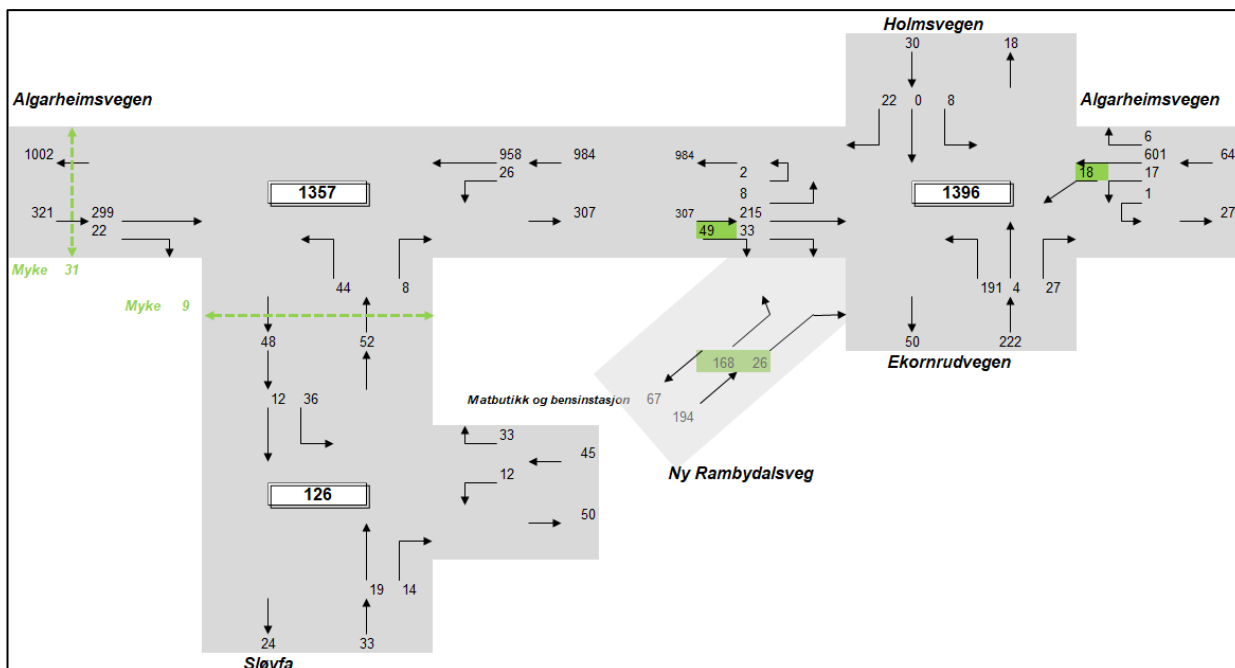 Holmsvegen
30 18
Algarheimsvegen
Algarheimsvegen
22 0 8
6
1002
958 984
984
601 64
26
2
18 17
1357
1396
8
1
321 299
307
307 215
27
22
49 33
Myke 31
44 8
191 4 27
Myke 9
48 52
50 222
168 26
Ekornrudvegen
12 36
Matbutikk og bensinstasjon 67
194
33
45
12
Ny Rambydalsveg
126
50
19 14
24 33
Sløyfa